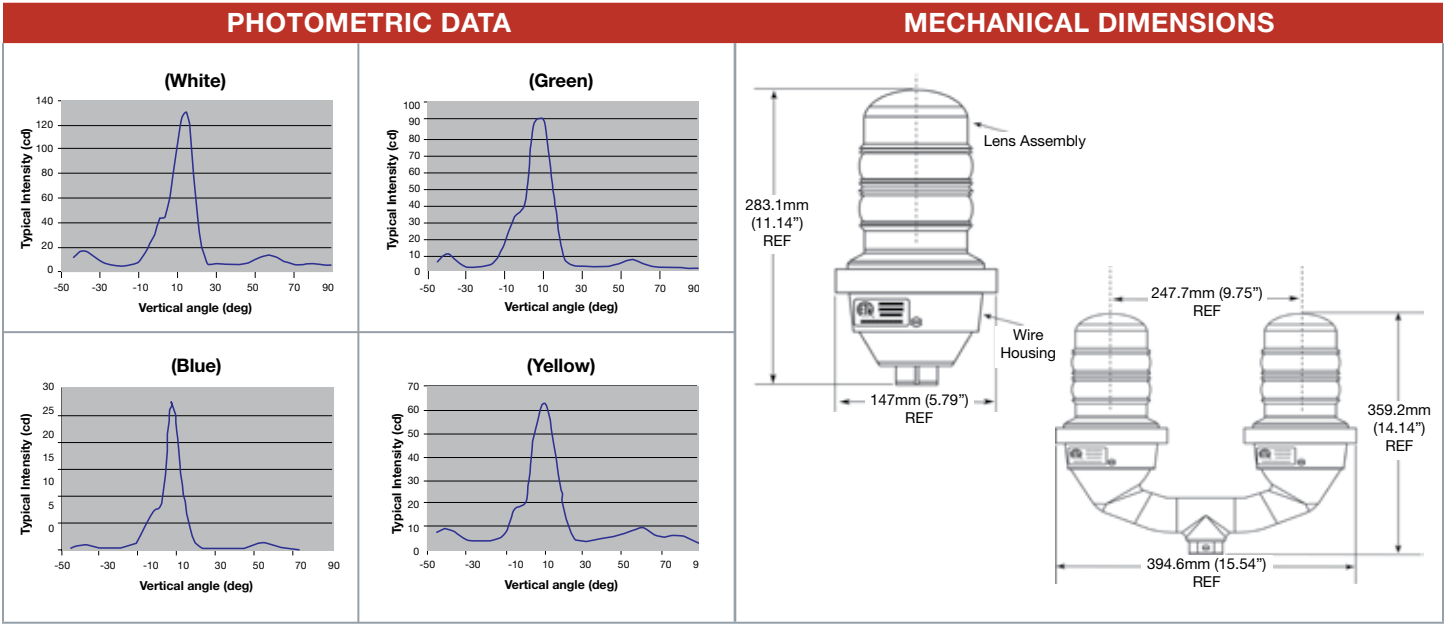 PHOTOMETRIC DATA
MECHANICAL DIMENSIONS
(White)
Typical Intensity (cd)
140
120
100
80
60
40
20
0
-50 -30 -10 10 30 50 70 90
Vertical angle (deg)
(Green)
Typical Intensity (cd)
100
90
80
70
60
50
40
30
20
10
0
-50 -30 -10 10 30 50 70 90
Vertical angle (deg)
(Blue)
Typical Intensity (cd)
30
25
20
15
10
5
0
-50 -30 -10 10 30 50 70 90
Vertical angle (deg)
(Yellow)
Typical Intensity (cd)
70
60
50
40
30
20
10
0
-50 -30 -10 10 30 50 70 9
Vertical angle (deg)
Lens Assembly
283.1mm
(11.14”)
REF
Wire
Housing
147mm (5.79”)
REF
247.7mm (9.75”)
REF
359.2mm
(14.14”)
REF
394.6mm (15.54”)
REF